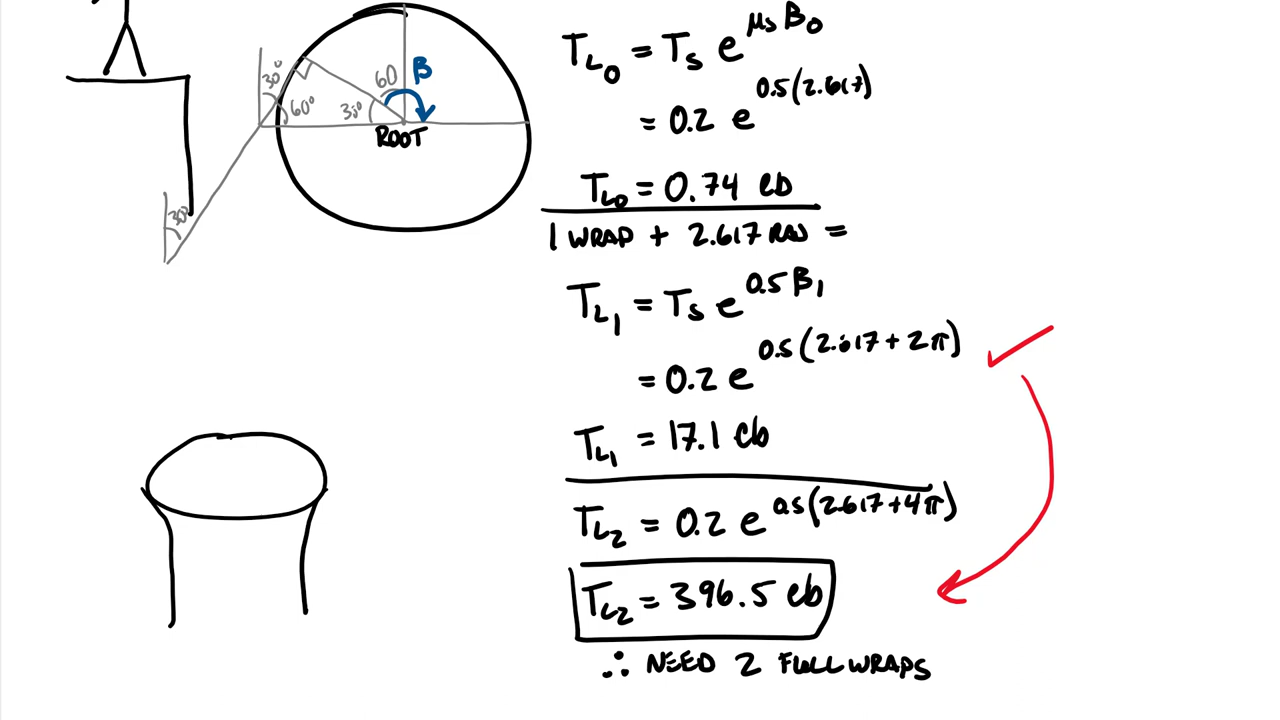 T_L₀ = T_s e^{μ_s β₀}
= 0.2 e^{0.5(2.617)}
T_L₀ = 0.74 lb
1 WRAP + 2.617 RAD =
T_L₁ = T_s e^{0.5 β₁}
= 0.2 e^{0.5(2.617 + 2π)}
T_L₁ = 17.1 lb
T_L₂ = 0.2 e^{0.5(2.617+4π)}
T_L₂ = 396.5 lb
∴ NEED 2 FULL WRAPS
30°
60°
30°
60
β
ROOT
30°